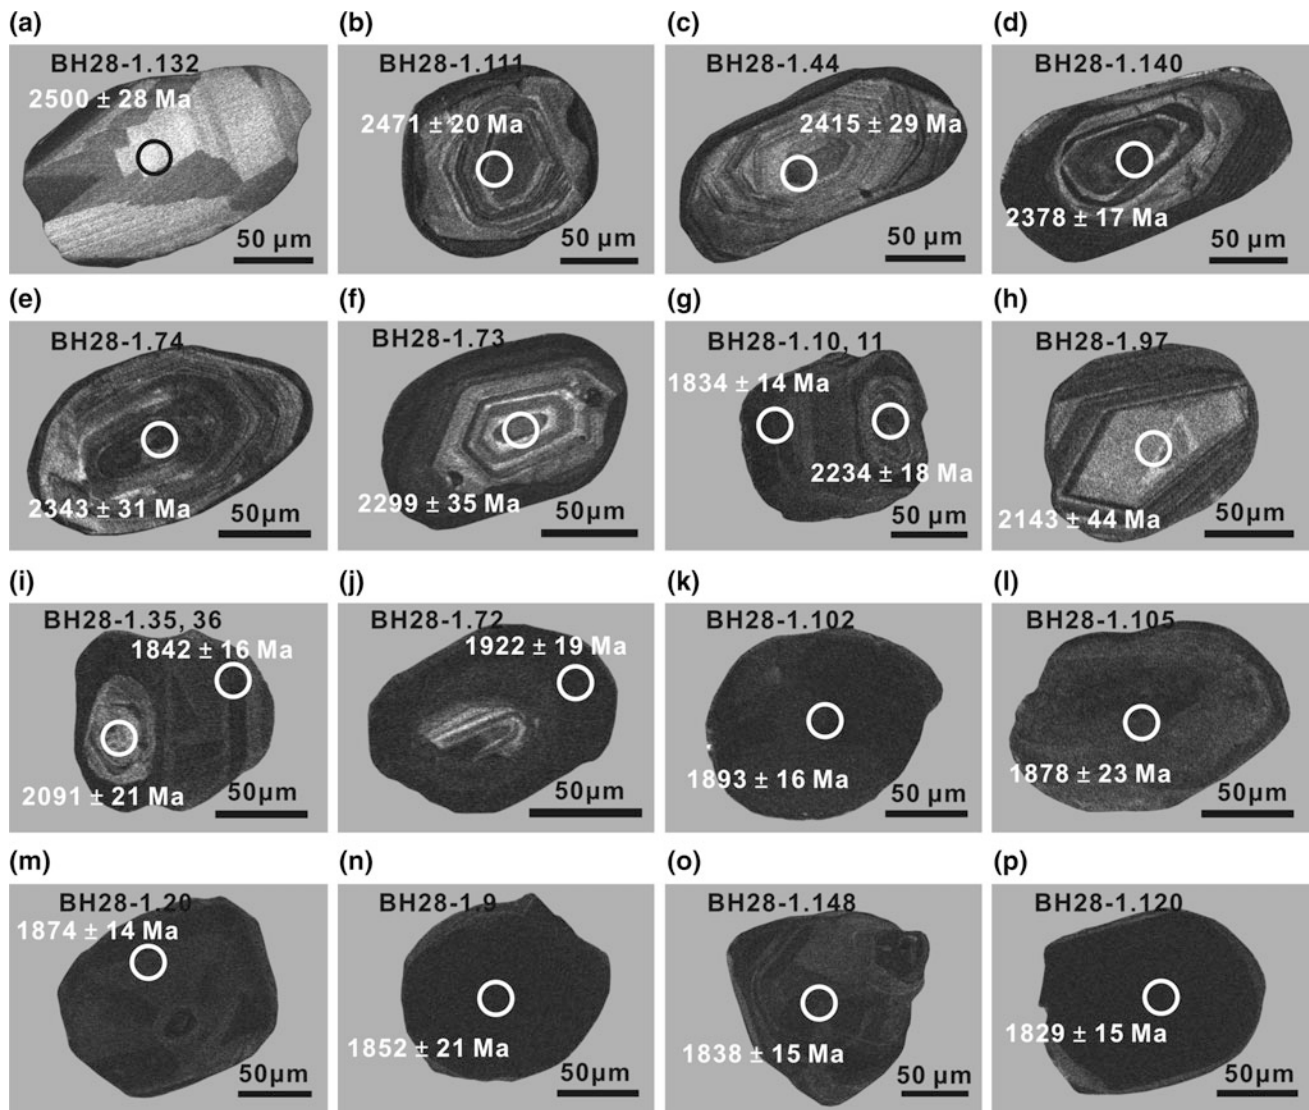 (a)
BH28-1.132
2500 ± 28 Ma
50 µm
(b)
BH28-1.111
2471 ± 20 Ma
50 µm
(c)
BH28-1.44
2415 ± 29 Ma
50 µm
(d)
BH28-1.140
2378 ± 17 Ma
50 µm
(e)
BH28-1.74
2343 ± 31 Ma
50µm
(f)
BH28-1.73
2299 ± 35 Ma
50µm
(g)
BH28-1.10, 11
1834 ± 14 Ma
2234 ± 18 Ma
50 µm
(h)
BH28-1.97
2143 ± 44 Ma
50µm
(i)
BH28-1.35, 36
1842 ± 16 Ma
2091 ± 21 Ma
50µm
(j)
BH28-1.72
1922 ± 19 Ma
50µm
(k)
BH28-1.102
1893 ± 16 Ma
50 µm
(l)
BH28-1.105
1878 ± 23 Ma
50µm
(m)
BH28-1.20
1874 ± 14 Ma
50µm
(n)
BH28-1.9
1852 ± 21 Ma
50µm
(o)
BH28-1.148
1838 ± 15 Ma
50 µm
(p)
BH28-1.120
1829 ± 15 Ma
50µm